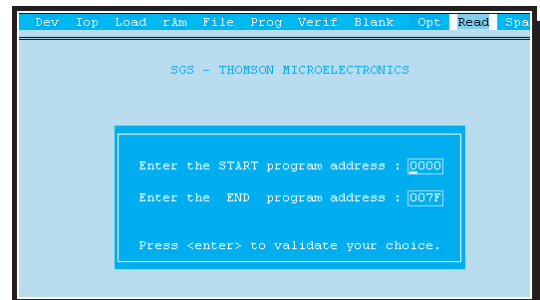 Dev Iop Load rAm File Prog Verif Blank Opt Read Spa
SGS - THOMSON MICROELECTRONICS
Enter the START program address : 0000
Enter the END program address : 007F
Press <enter> to validate your choice.